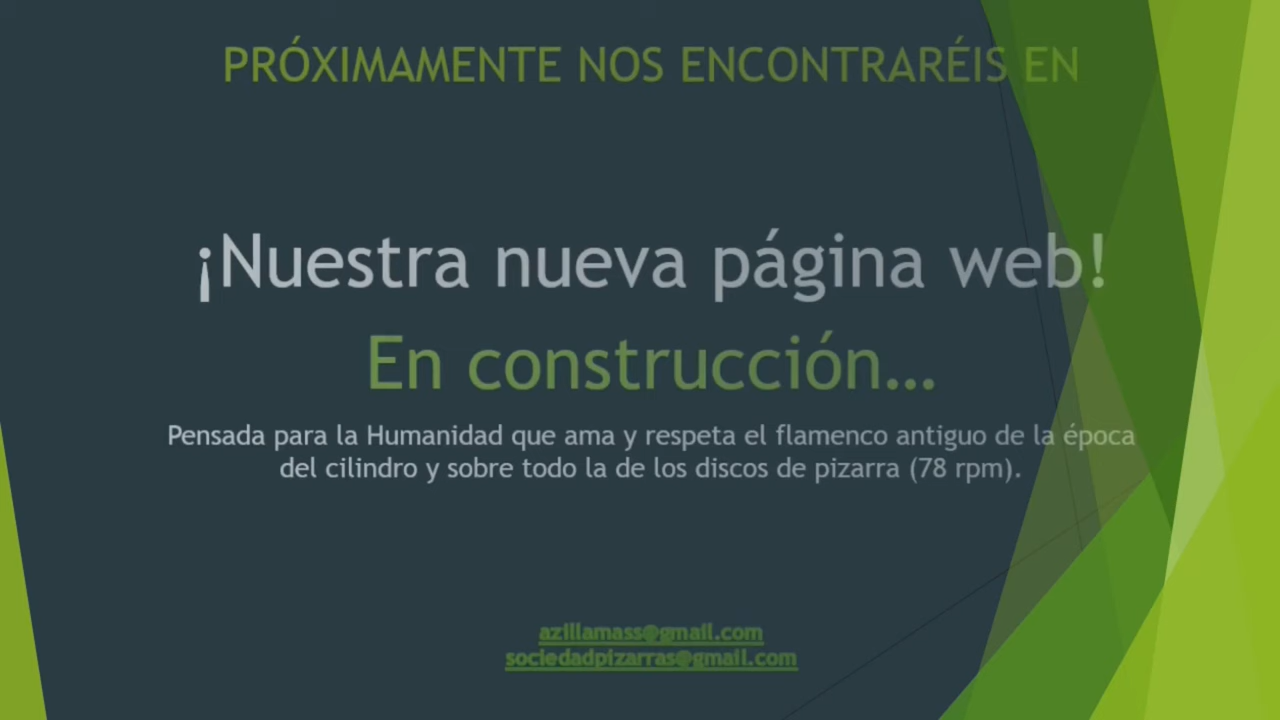 PRÓXIMAMENTE NOS ENCONTRARÉIS EN
¡Nuestra nueva página web!
En construcción…
Pensada para la Humanidad que ama y respeta el flamenco antiguo de la época
del cilindro y sobre todo la de los discos de pizarra (78 rpm).
azillamass@gmail.com
sociedadpizarras@gmail.com